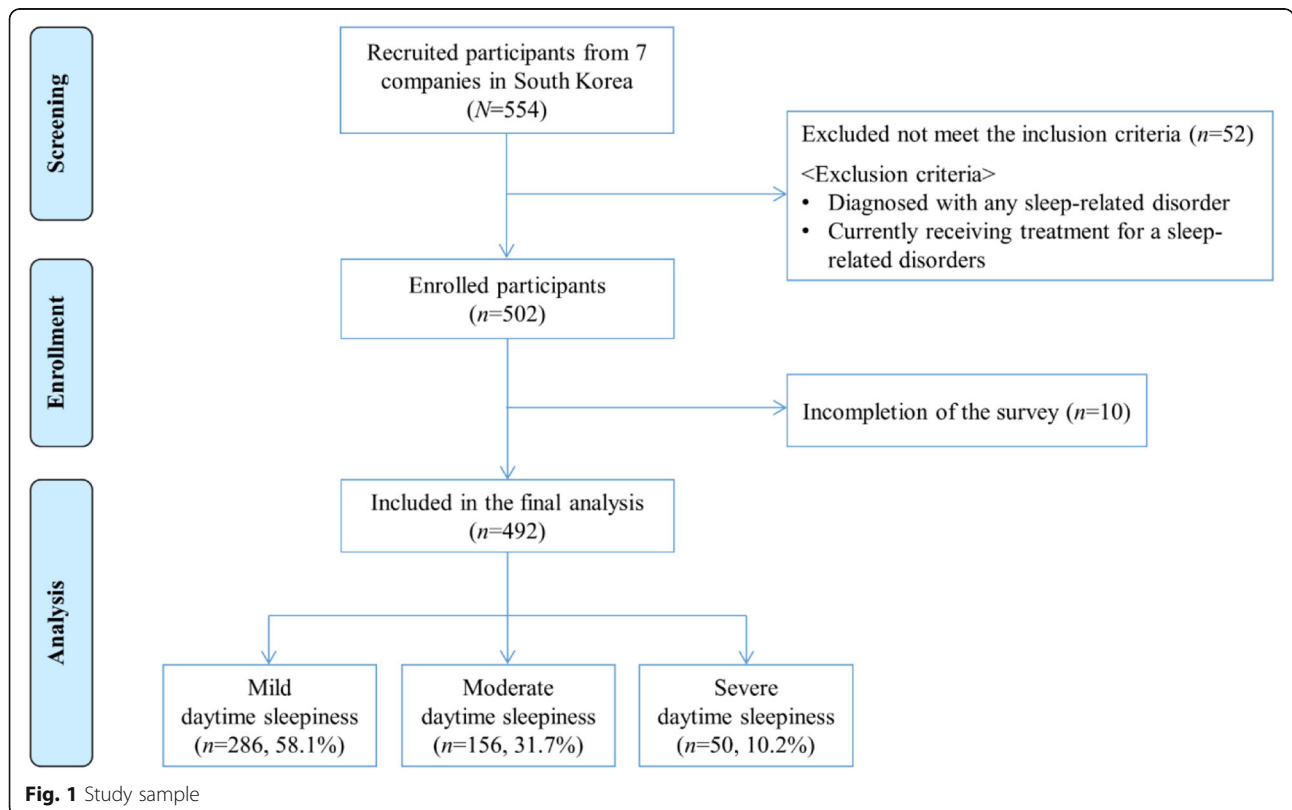 Screening
Recruited participants from 7
companies in South Korea
(N=554)
Excluded not meet the inclusion criteria (n=52)
<Exclusion criteria>
• Diagnosed with any sleep-related disorder
• Currently receiving treatment for a sleep-
related disorders
Enrollment
Enrolled participants
(n=502)
Incompletion of the survey (n=10)
Analysis
Included in the final analysis
(n=492)
Mild
daytime sleepiness
(n=286, 58.1%)
Moderate
daytime sleepiness
(n=156, 31.7%)
Severe
daytime sleepiness
(n=50, 10.2%)
Fig. 1 Study sample